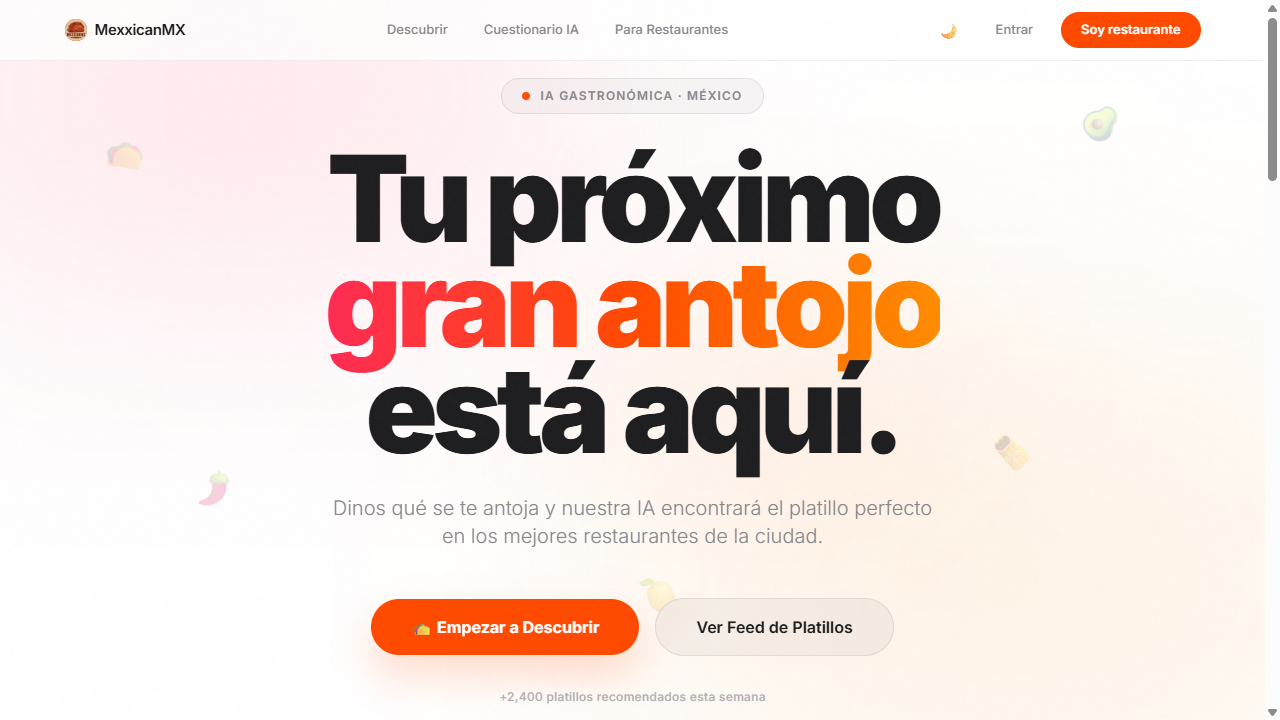 MexxicanMX
Descubrir
Cuestionario IA
Para Restaurantes
Entrar
Soy restaurante
IA GASTRONÓMICA · MÉXICO
Tu próximo
gran antojo
está aquí.
Dinos qué se te antoja y nuestra IA encontrará el platillo perfecto
en los mejores restaurantes de la ciudad.
Empezar a Descubrir
Ver Feed de Platillos
+2,400 platillos recomendados esta semana